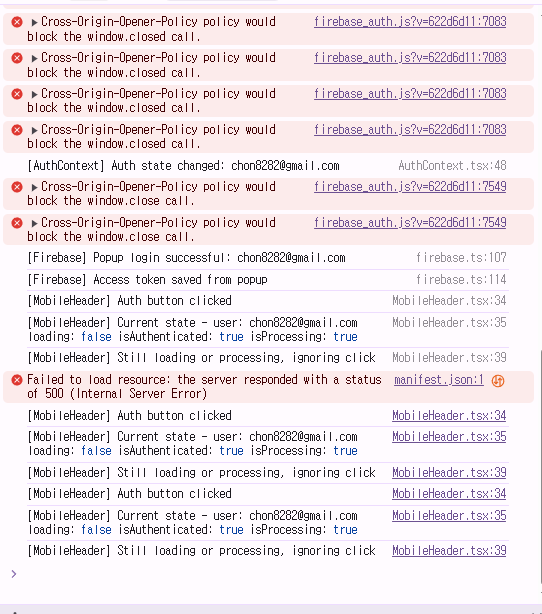 Cross-Origin-Opener-Policy policy would firebase_auth.js?v=622d6d11:7083
block the window.closed call.
Cross-Origin-Opener-Policy policy would firebase_auth.js?v=622d6d11:7083
block the window.closed call.
Cross-Origin-Opener-Policy policy would firebase_auth.js?v=622d6d11:7083
block the window.closed call.
Cross-Origin-Opener-Policy policy would firebase_auth.js?v=622d6d11:7083
block the window.closed call.
[AuthContext] Auth state changed: chon8282@gmail.com AuthContext.tsx:48
Cross-Origin-Opener-Policy policy would firebase_auth.js?v=622d6d11:7549
block the window.close call.
Cross-Origin-Opener-Policy policy would firebase_auth.js?v=622d6d11:7549
block the window.close call.
[Firebase] Popup login successful: chon8282@gmail.com firebase.ts:107
[Firebase] Access token saved from popup firebase.ts:114
[MobileHeader] Auth button clicked MobileHeader.tsx:34
[MobileHeader] Current state - user: chon8282@gmail.com MobileHeader.tsx:35
loading: false isAuthenticated: true isProcessing: true
[MobileHeader] Still loading or processing, ignoring click MobileHeader.tsx:39
Failed to load resource: the server responded with a status manifest.json:1
of 500 (Internal Server Error)
[MobileHeader] Auth button clicked MobileHeader.tsx:34
[MobileHeader] Current state - user: chon8282@gmail.com MobileHeader.tsx:35
loading: false isAuthenticated: true isProcessing: true
[MobileHeader] Still loading or processing, ignoring click MobileHeader.tsx:39
[MobileHeader] Auth button clicked MobileHeader.tsx:34
[MobileHeader] Current state - user: chon8282@gmail.com MobileHeader.tsx:35
loading: false isAuthenticated: true isProcessing: true
[MobileHeader] Still loading or processing, ignoring click MobileHeader.tsx:39